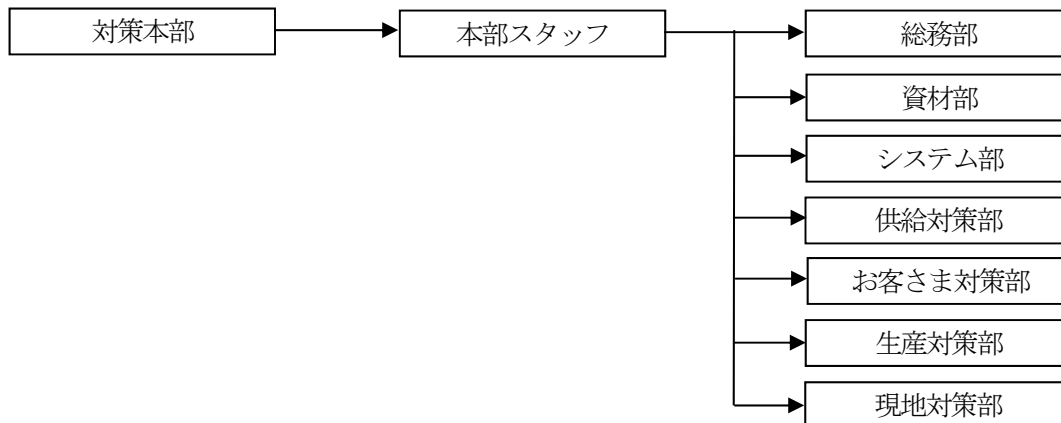 対策本部
本部スタッフ
総務部
資材部
システム部
供給対策部
お客さま対策部
生産対策部
現地対策部